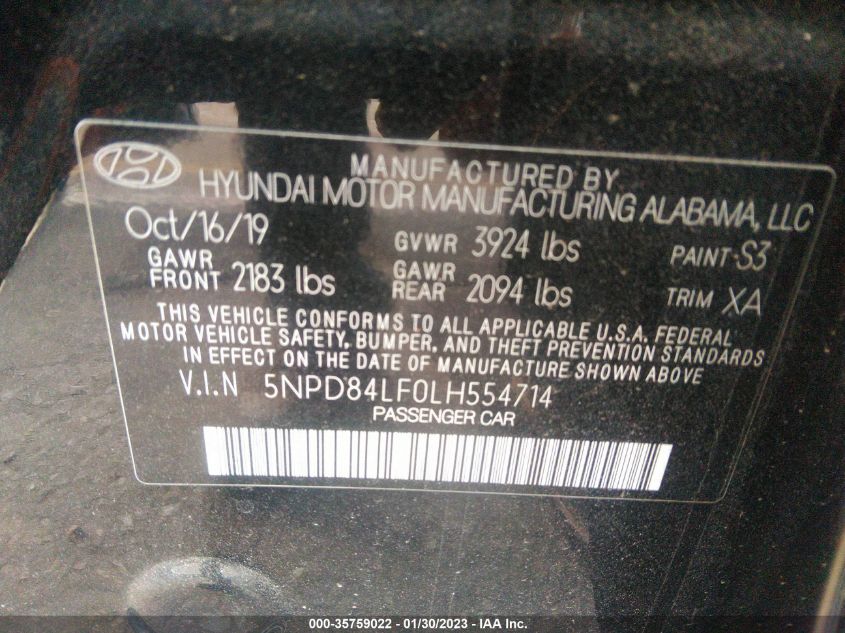 MANUFACTURED BY
HYUNDAI MOTOR MANUFACTURING ALABAMA, LLC
Oct/16/19 GVWR 3924 lbs PAINT S3
GAWR FRONT 2183 lbs GAWR REAR 2094 lbs TRIM XA
THIS VEHICLE CONFORMS TO ALL APPLICABLE U.S.A. FEDERAL
MOTOR VEHICLE SAFETY, BUMPER, AND THEFT PREVENTION STANDARDS
IN EFFECT ON THE DATE OF MANUFACTURE SHOWN ABOVE
V.I.N 5NPD84LF0LH554714
PASSENGER CAR
000-35759022 - 01/30/2023 - IAA Inc.